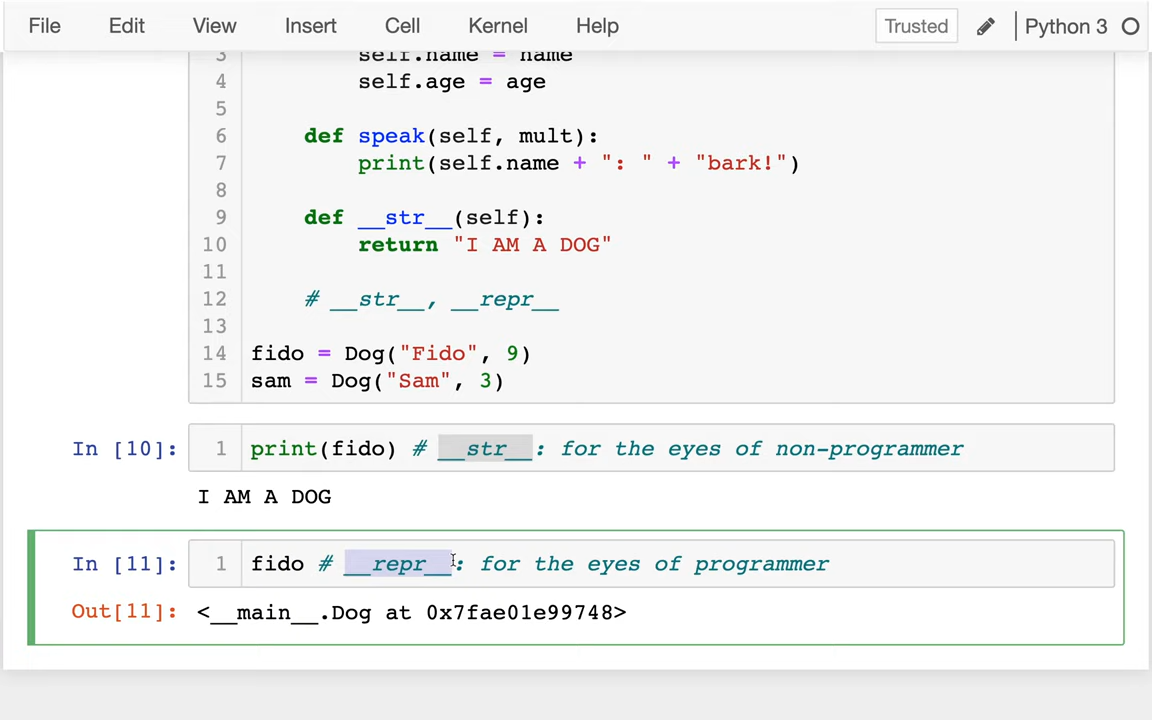 File Edit View Insert Cell Kernel Help Trusted Python 3
3 self.name = name
4 self.age = age
5
6 def speak(self, mult):
7 print(self.name + ": " + "bark!")
8
9 def __str__(self):
10 return "I AM A DOG"
11
12 # __str__, __repr__
13
14 fido = Dog("Fido", 9)
15 sam = Dog("Sam", 3)
In [10]: 1 print(fido) # __str__: for the eyes of non-programmer
I AM A DOG
In [11]: 1 fido # __repr__: for the eyes of programmer
Out[11]: <__main__.Dog at 0x7fae01e99748>